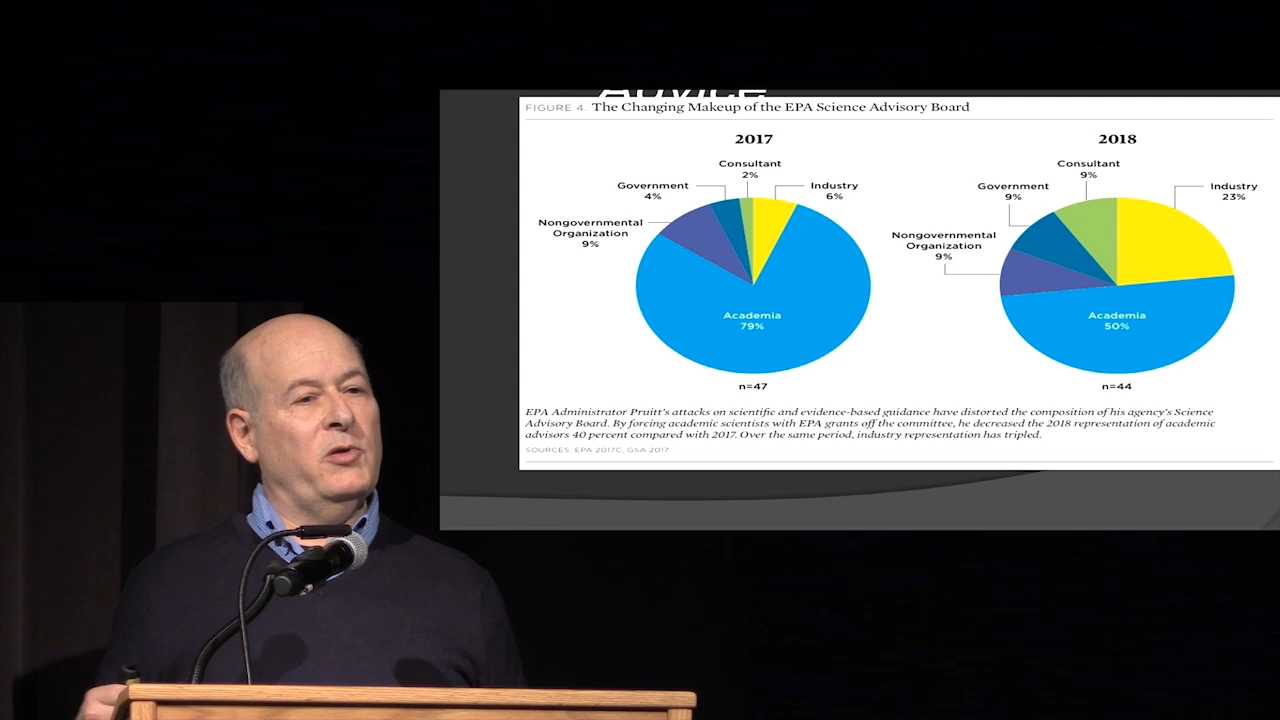 Advice
FIGURE 4. The Changing Makeup of the EPA Science Advisory Board
2017
Consultant
2%
Government
4%
Industry
6%
Nongovernmental
Organization
9%
Academia
79%
n=47
2018
Consultant
9%
Government
9%
Industry
23%
Nongovernmental
Organization
9%
Academia
50%
n=44
EPA Administrator Pruitt's attacks on scientific and evidence-based guidance have distorted the composition of his agency's Science
Advisory Board. By forcing academic scientists with EPA grants off the committee, he decreased the 2018 representation of academic
advisors 40 percent compared with 2017. Over the same period, industry representation has tripled.
SOURCES: EPA 2017C, GSA 2017